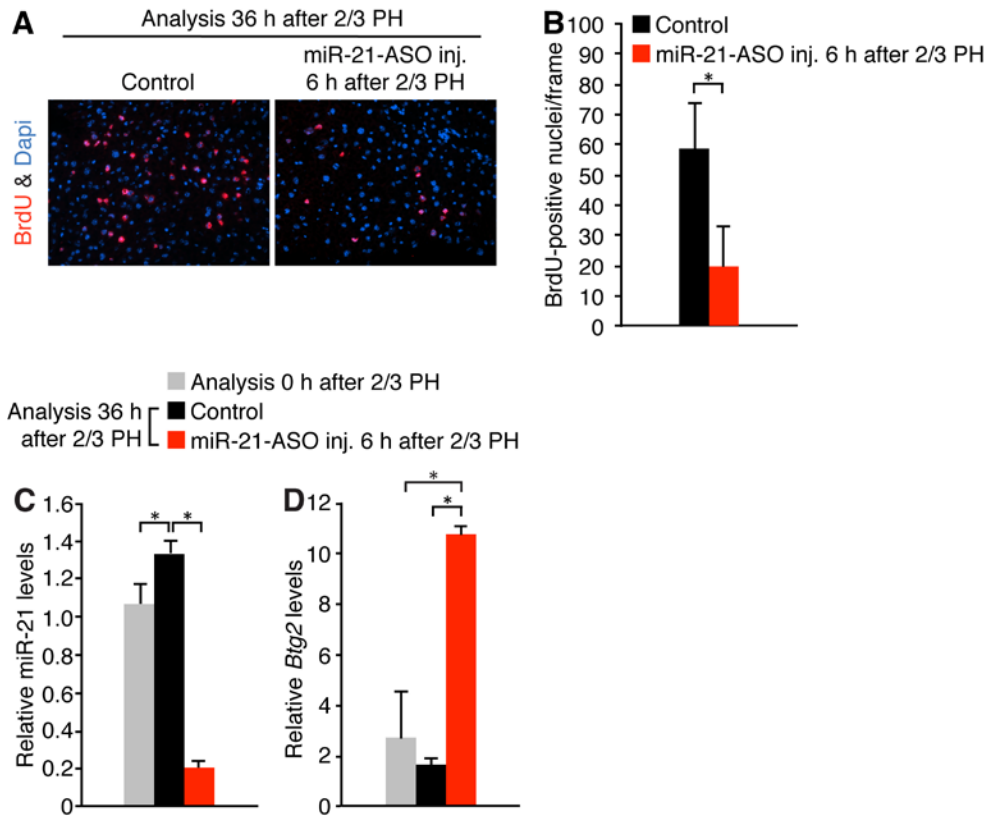 A
Analysis 36 h after 2/3 PH
Control
miR-21-ASO inj.
6 h after 2/3 PH
BrdU & Dapi
B
Control
miR-21-ASO inj. 6 h after 2/3 PH
BrdU-positive nuclei/frame
100
90
80
70
60
50
40
30
20
10
0
*
Analysis 0 h after 2/3 PH
Analysis 36 h
after 2/3 PH
Control
miR-21-ASO inj. 6 h after 2/3 PH
C
Relative miR-21 levels
1.6
1.4
1.2
1.0
0.8
0.6
0.4
0.2
0
* *
D
Relative Btg2 levels
12
10
8
6
4
2
0
*
*